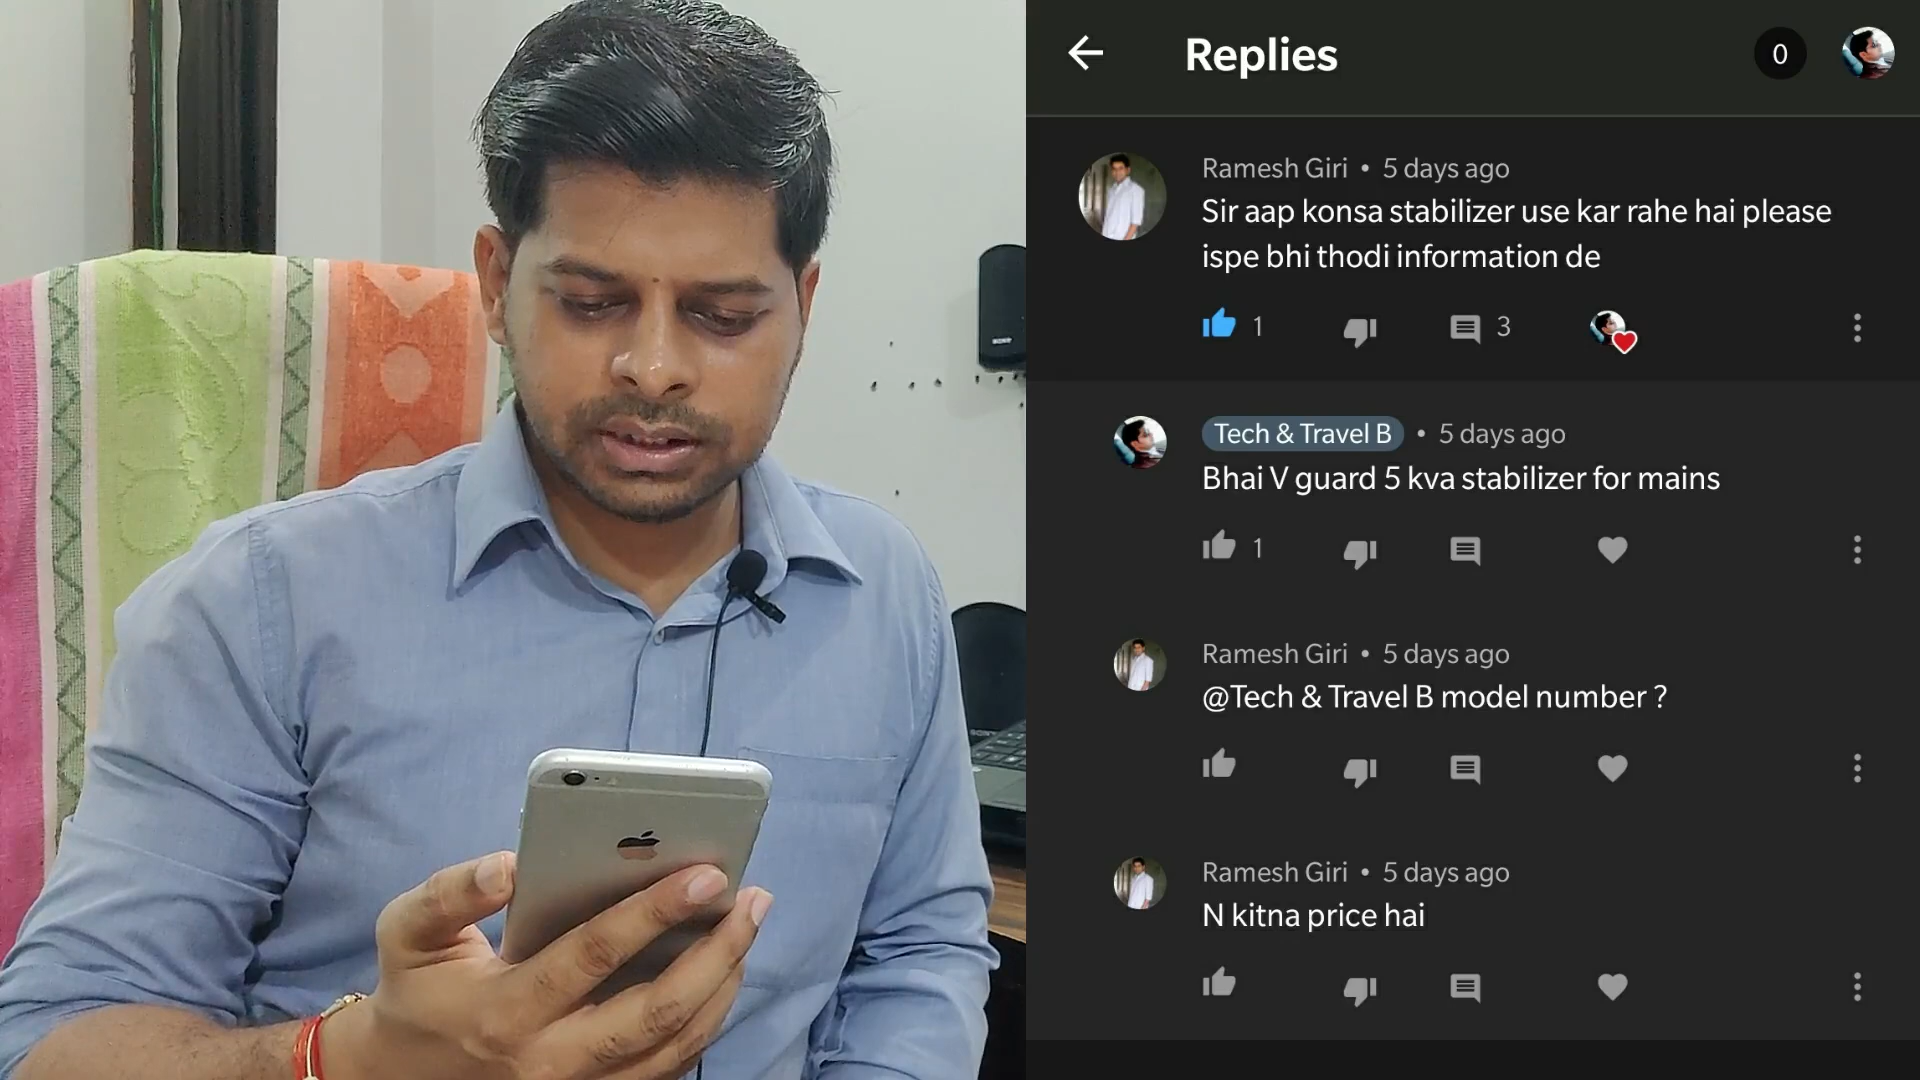 Replies
0
Ramesh Giri • 5 days ago
Sir aap konsa stabilizer use kar rahe hai please
ispe bhi thodi information de
1
3
Tech & Travel B • 5 days ago
Bhai V guard 5 kva stabilizer for mains
1
Ramesh Giri • 5 days ago
@Tech & Travel B model number ?
Ramesh Giri • 5 days ago
N kitna price hai
SONY